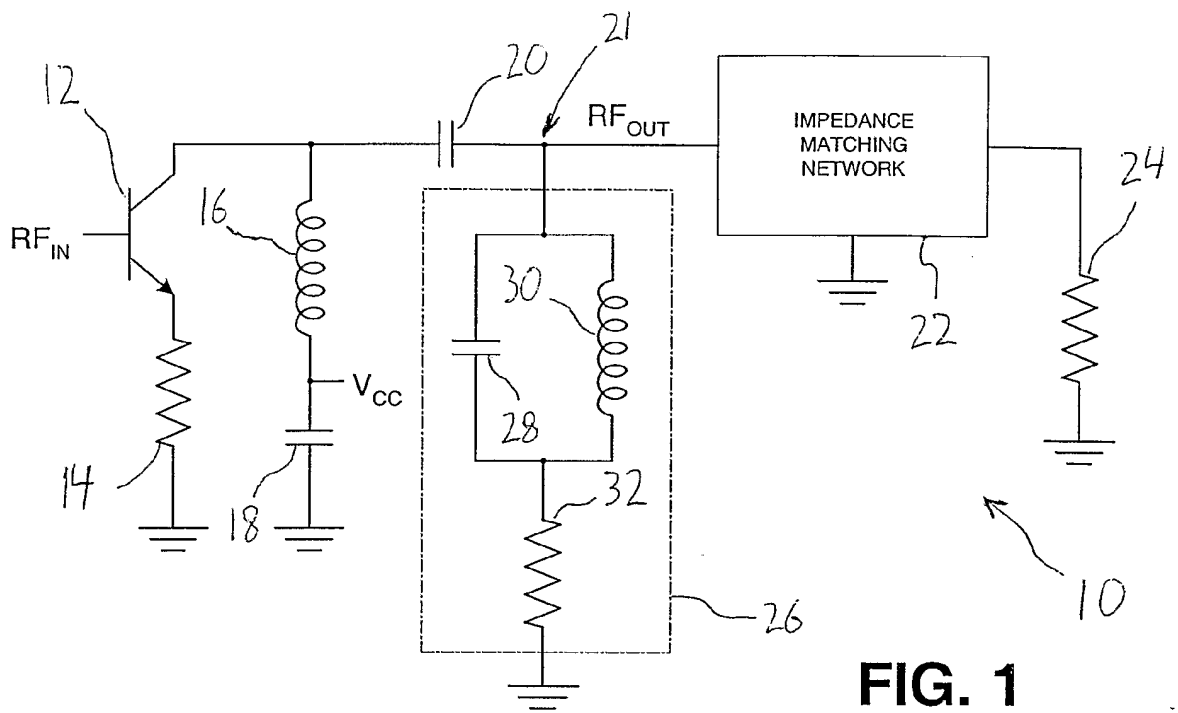 21
20
12
RF_OUT
IMPEDANCE
MATCHING
NETWORK
24
16
RF_IN
30
22
V_CC
28
14
18
32
26
10
FIG. 1